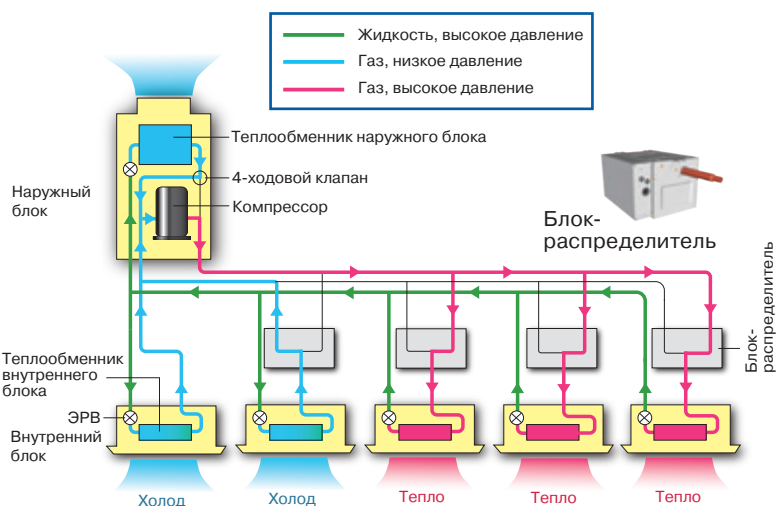 Жидкость, высокое давление
Газ, низкое давление
Газ, высокое давление
Теплообменник наружного блока
4-ходовой клапан
Компрессор
Наружный
блок
Блок-
распределитель
Блок-
распределитель
Теплообменник
внутреннего
блока
ЭРВ
Внутренний
блок
Холод
Холод
Тепло
Тепло
Тепло